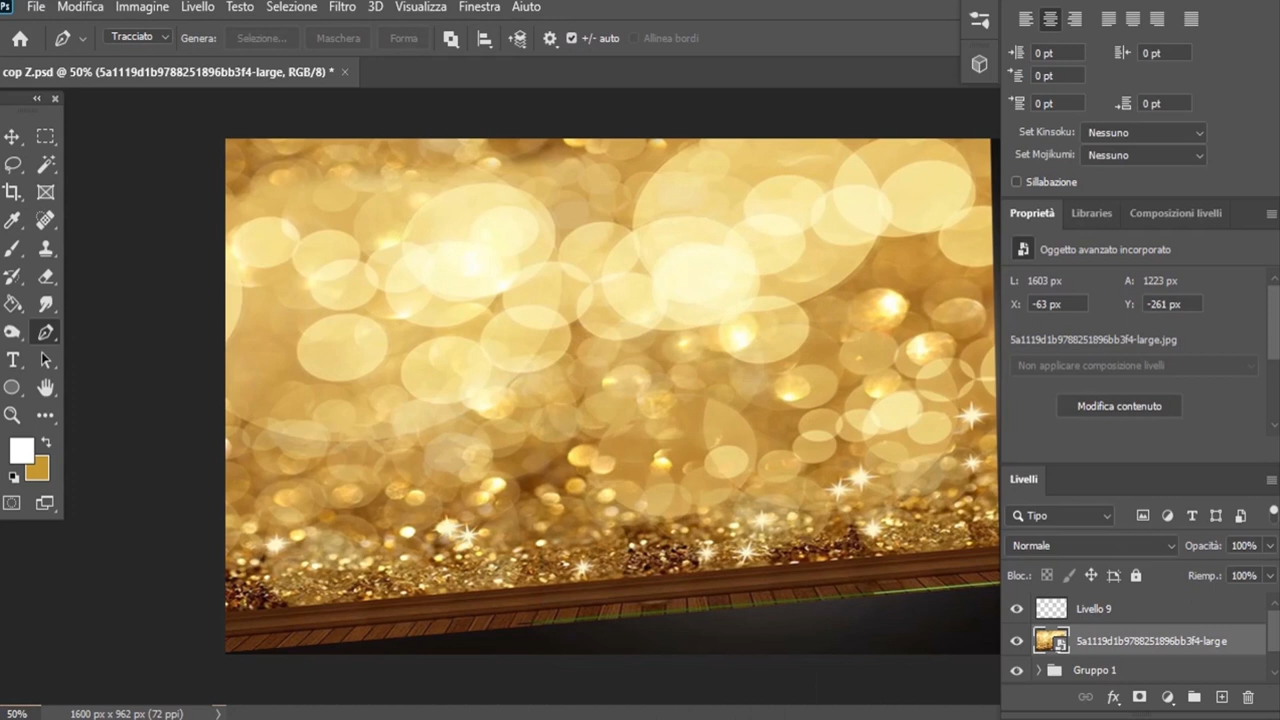 Ps File Modifica Immagine Livello Testo Selezione Filtro 3D Visualizza Finestra Aiuto
Tracciato Genera: Selezione... Maschera Forma +/- auto Allinea bordi
cop Z.psd @ 50% (5a1119d1b9788251896bb3f4-large, RGB/8) * ×
0 pt 0 pt
0 pt
0 pt 0 pt
Set Kinsoku: Nessuno
Set Mojikumi: Nessuno
Sillabazione
Proprietà Libraries Composizioni livelli
Oggetto avanzato incorporato
L: 1603 px A: 1223 px
X: -63 px Y: -261 px
5a1119d1b9788251896bb3f4-large.jpg
Non applicare composizione livelli
Modifica contenuto
Livelli
Tipo
Normale Opacità: 100%
Bloc.: Riemp.: 100%
Livello 9
5a1119d1b9788251896bb3f4-large
Gruppo 1
fx
50% 1600 px x 962 px (72 ppi)